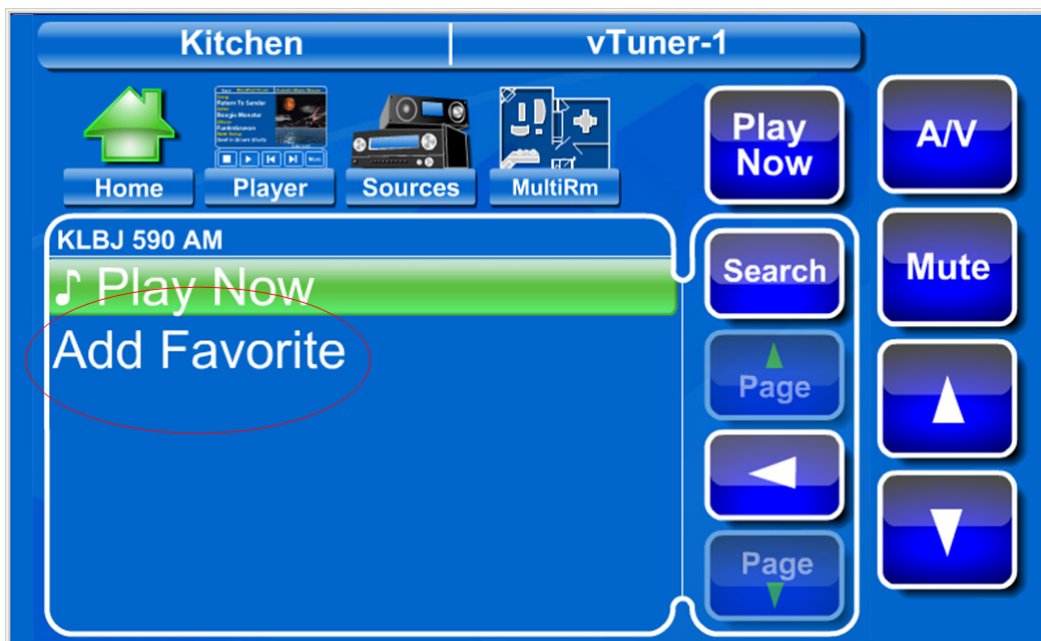 Kitchen vTuner-1
Home Player Sources MultiRm
Play Now
A/V
KLBJ 590 AM
♪ Play Now
Add Favorite
Search
Mute
Page
Page